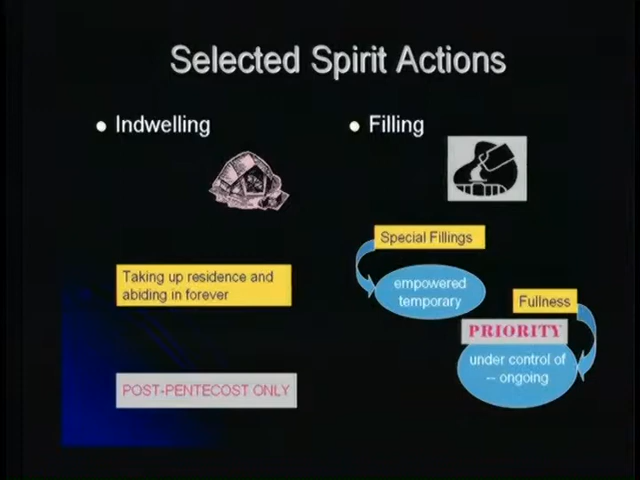 Selected Spirit Actions
Indwelling
Filling
Special Fillings
Taking up residence and
abiding in forever
empowered
temporary
Fullness
PRIORITY
under control of
-- ongoing
POST-PENTECOST ONLY